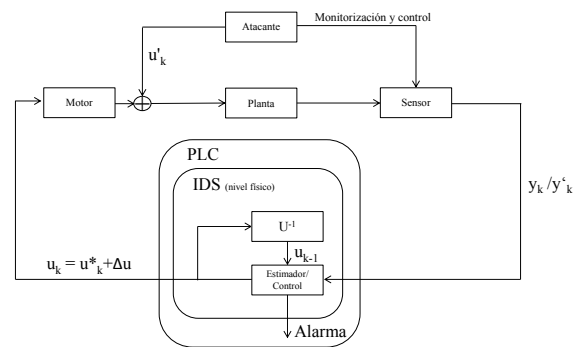 Atacante
Monitorización y control
u'k
Motor
Planta
Sensor
PLC
IDS (nivel físico)
yk /y‘k
U-1
uk-1
uk = u*k+Δu
Estimador/
Control
Alarma